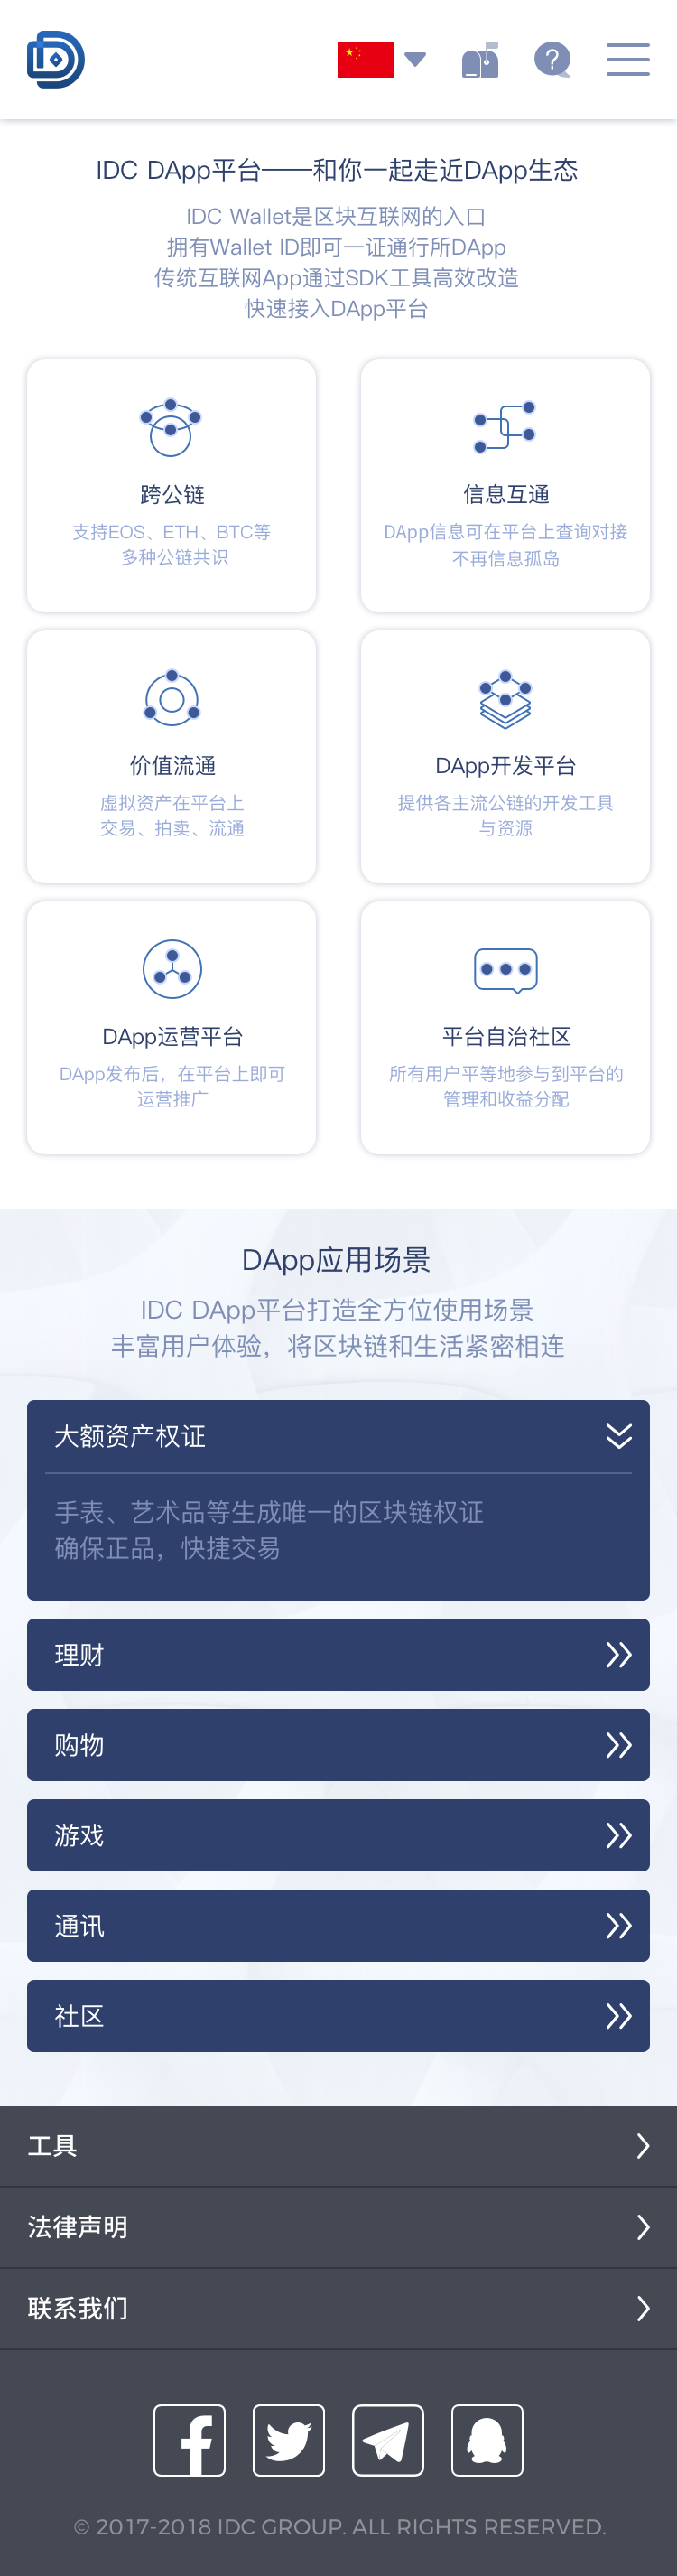 IDC DApp平台——和你一起走近DApp生态
IDC Wallet是区块互联网的入口
拥有Wallet ID即可一证通行所DApp
传统互联网App通过SDK工具高效改造
快速接入DApp平台
跨公链
支持EOS、ETH、BTC等
多种公链共识
信息互通
DApp信息可在平台上查询对接
不再信息孤岛
价值流通
虚拟资产在平台上
交易、拍卖、流通
DApp开发平台
提供各主流公链的开发工具
与资源
DApp运营平台
DApp发布后，在平台上即可
运营推广
平台自治社区
所有用户平等地参与到平台的
管理和收益分配
DApp应用场景
IDC DApp平台打造全方位使用场景
丰富用户体验，将区块链和生活紧密相连
大额资产权证
手表、艺术品等生成唯一的区块链权证
确保正品，快捷交易
理财
购物
游戏
通讯
社区
工具
法律声明
联系我们
© 2017-2018 IDC GROUP. ALL RIGHTS RESERVED.